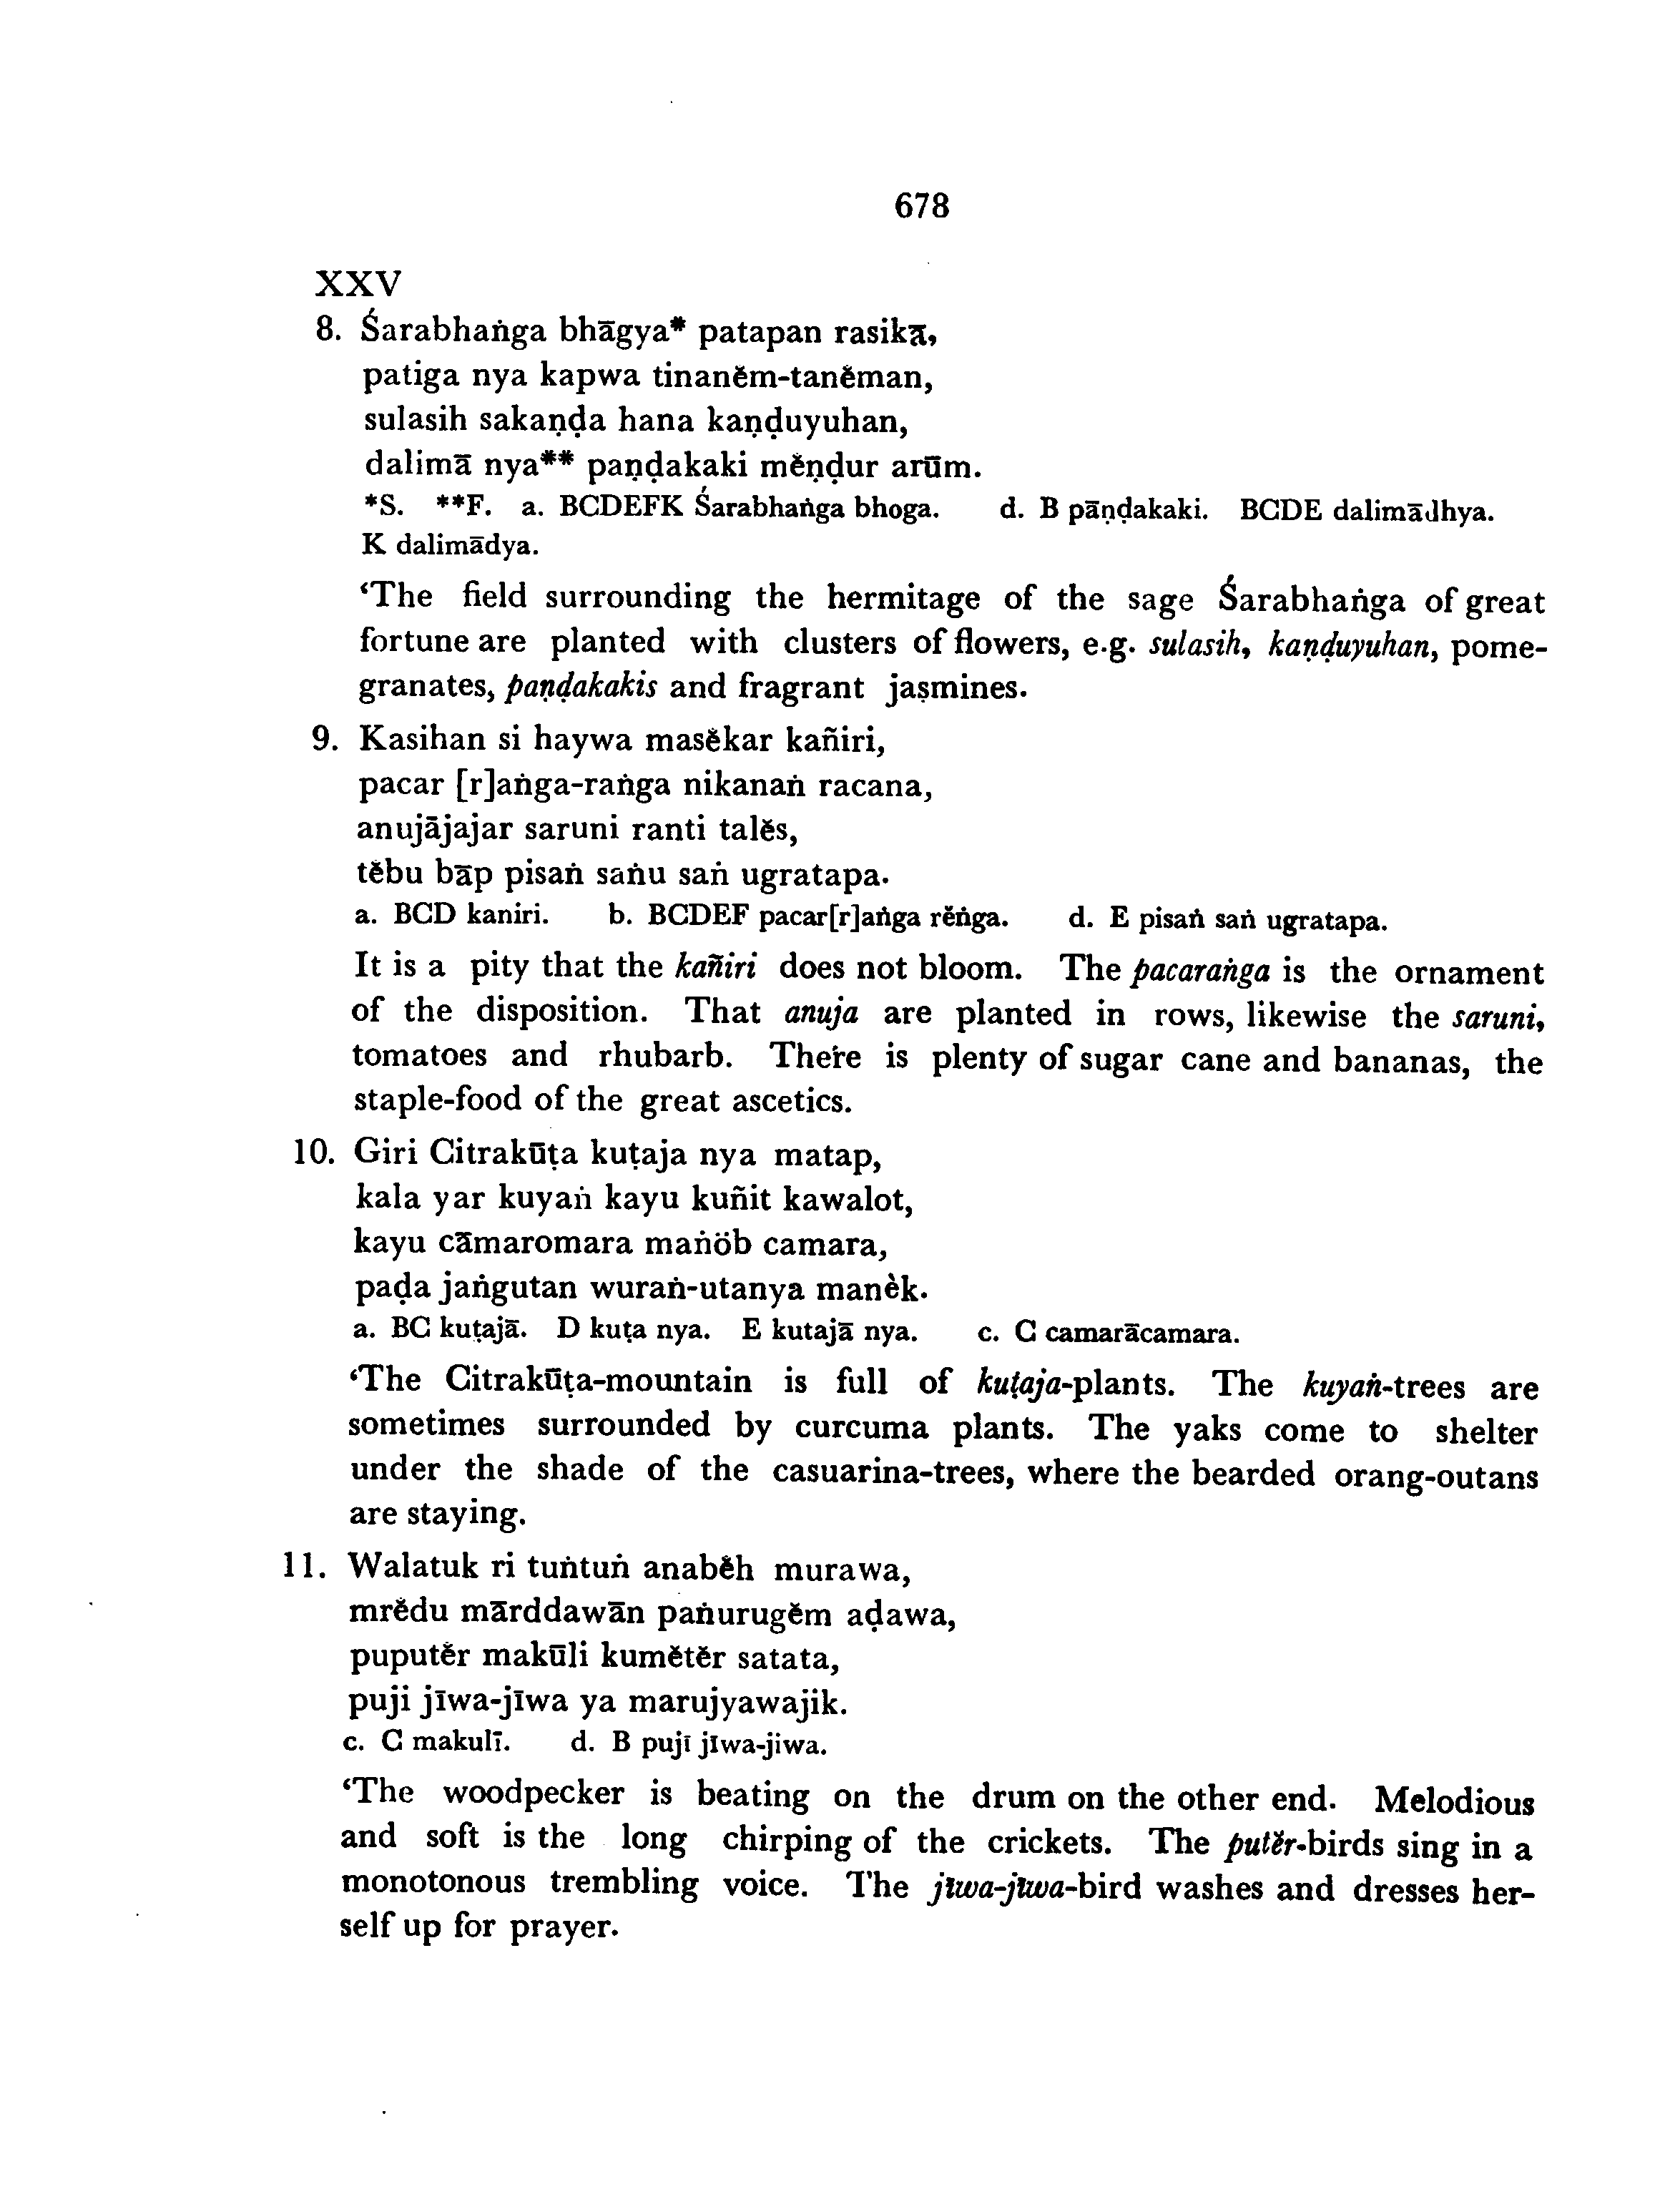 678
XXV
8. Śarabhaṅga bhāgya* patapan rasikā,
patiga nya kapwa tinanĕm-tanĕman,
sulasih sakaṇḍa hana kaṇḍuyuhan,
dalimā nya** paṇḍakaki mĕṇḍur arūm.
*S. **F. a. BCDEFK Śarabhaṅga bhoga. d. B pāṇḍakaki. BCDE dalimādhya.
K dalimādya.
‘The field surrounding the hermitage of the sage Śarabhaṅga of great
fortune are planted with clusters of flowers, e.g. sulasih, kaṇḍuyuhan, pome-
granates, paṇḍakakis and fragrant jaṣmines.
9. Kasihan si haywa masĕkar kañiri,
pacar [r]aṅga-raṅga nikanaṅ racana,
anujājajar saruni ranti talĕs,
tĕbu bāp pisaṅ saṅu saṅ ugratapa.
a. BCD kaniri. b. BCDEF pacar[r]aṅga rĕṅga. d. E pisaṅ saṅ ugratapa.
It is a pity that the kañiri does not bloom. The pacaraṅga is the ornament
of the disposition. That anuja are planted in rows, likewise the saruni,
tomatoes and rhubarb. There is plenty of sugar cane and bananas, the
staple-food of the great ascetics.
10. Giri Citrakūṭa kuṭaja nya matap,
kala yar kuyaṅ kayu kuñit kawalot,
kayu cāmaromara maṅöb camara,
paḍa jaṅgutan wuraṅ-utanya manèk.
a. BC kuṭajā. D kuṭa nya. E kutajā nya. c. C camarācamara.
‘The Citrakūṭa-mountain is full of kuṭaja-plants. The kuyaṅ-trees are
sometimes surrounded by curcuma plants. The yaks come to shelter
under the shade of the casuarina-trees, where the bearded orang-outans
are staying.
11. Walatuk ri tuṅtuṅ anabĕh murawa,
mrĕdu mārddawān paṅurugĕm aḍawa,
puputĕr makūli kumĕtĕr satata,
puji jīwa-jīwa ya marujyawajik.
c. C makulī. d. B pujī jīwa-jiwa.
‘The woodpecker is beating on the drum on the other end. Melodious
and soft is the long chirping of the crickets. The putĕr-birds sing in a
monotonous trembling voice. The jīwa-jīwa-bird washes and dresses her-
self up for prayer.